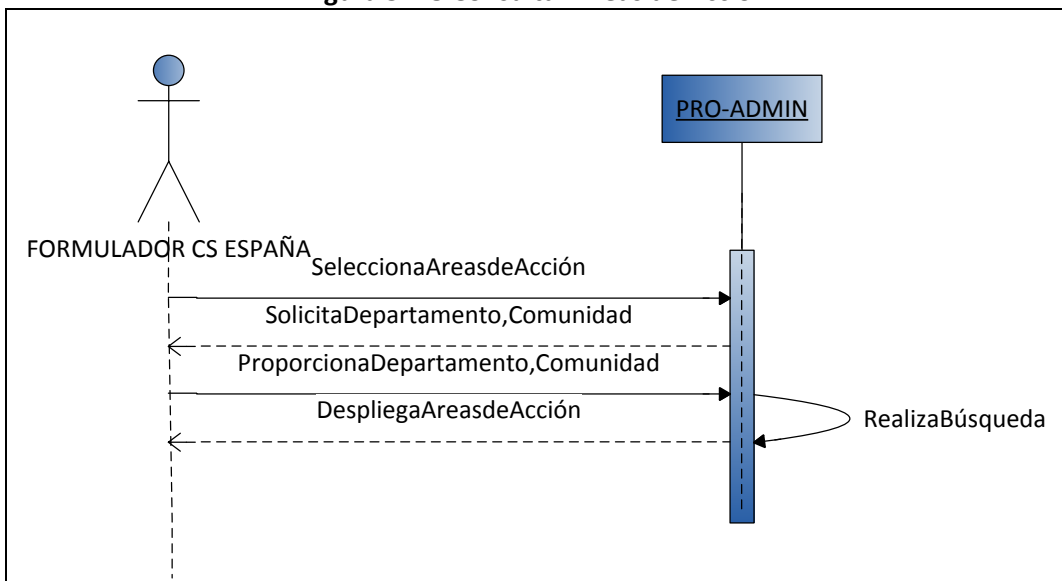 PRO-ADMIN
FORMULADOR CS ESPAÑA
SeleccionaAreasdeAcción
SolicitaDepartamento,Comunidad
ProporcionaDepartamento,Comunidad
DespliegaAreasdeAcción
RealizaBúsqueda